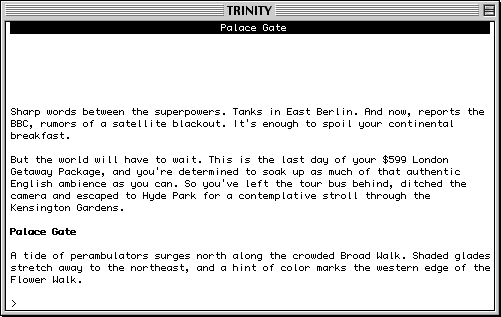 TRINITY
Palace Gate
Sharp words between the superpowers. Tanks in East Berlin. And now, reports the
BBC, rumors of a satellite blackout. It's enough to spoil your continental
breakfast.
But the world will have to wait. This is the last day of your $599 London
Getaway Package, and you're determined to soak up as much of that authentic
English ambience as you can. So you've left the tour bus behind, ditched the
camera and escaped to Hyde Park for a contemplative stroll through the
Kensington Gardens.
Palace Gate
A tide of perambulators surges north along the crowded Broad Walk. Shaded glades
stretch away to the northeast, and a hint of color marks the western edge of the
Flower Walk.
>